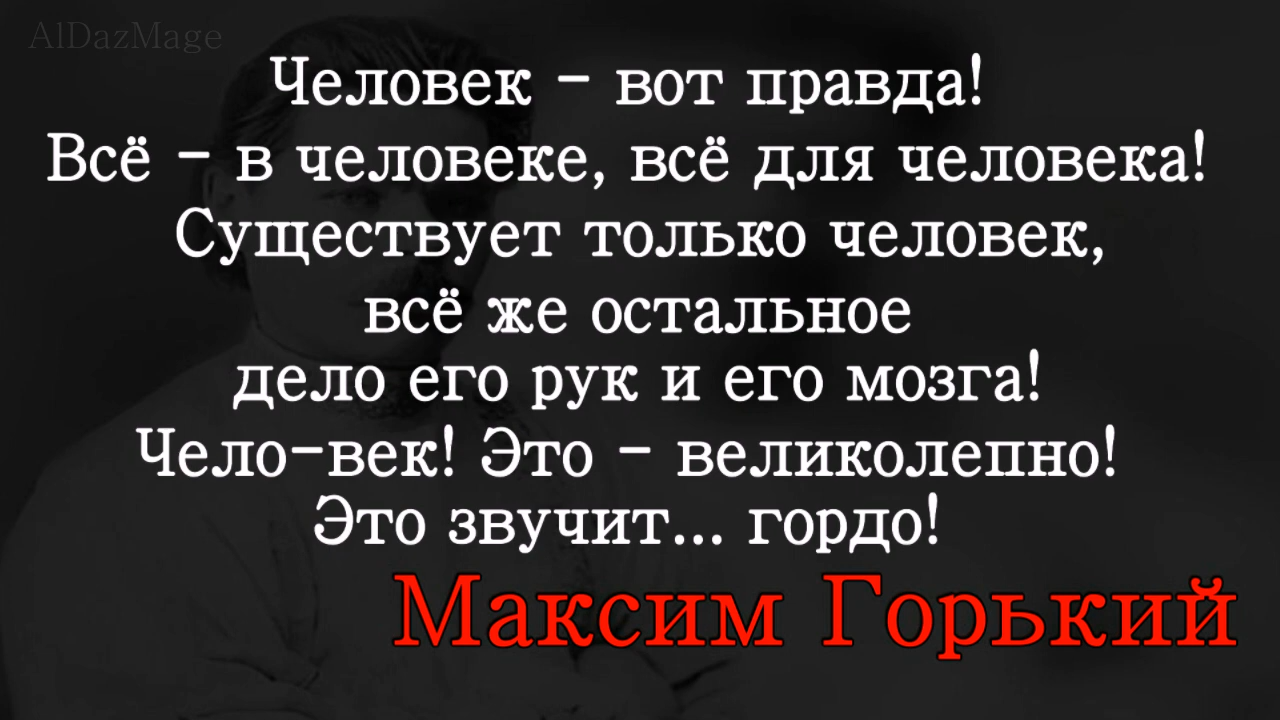 AlDazMage
Человек - вот правда!
Всё - в человеке, всё для человека!
Существует только человек,
всё же остальное
дело его рук и его мозга!
Чело-век! Это - великолепно!
Это звучит... гордо!
Максим Горький